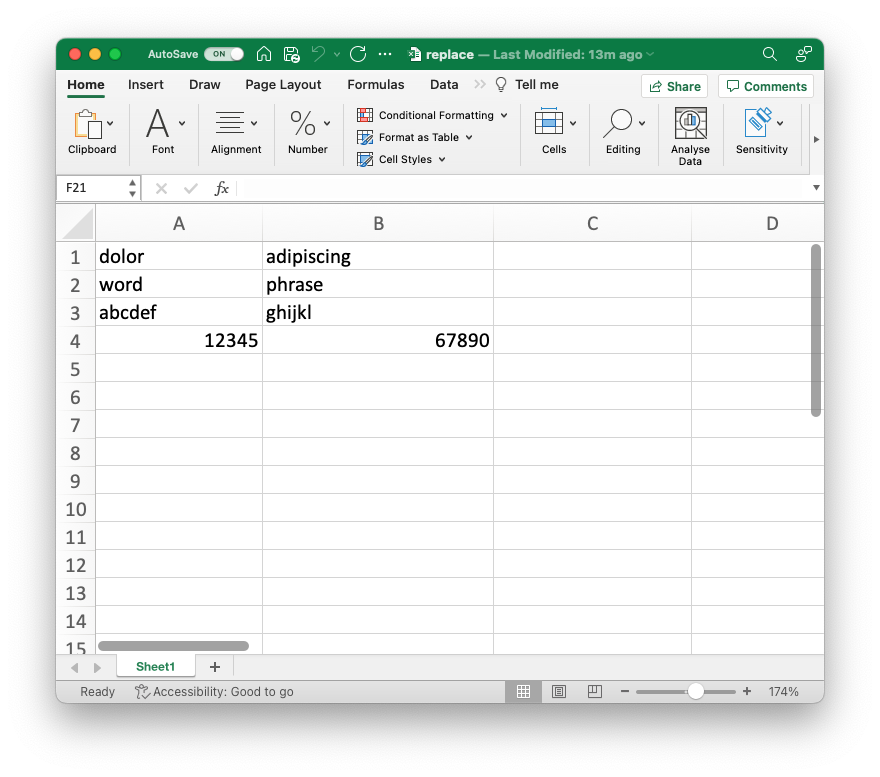 AutoSave ON replace — Last Modified: 13m ago
Home Insert Draw Page Layout Formulas Data Tell me Share Comments
Clipboard Font Alignment Number Conditional Formatting Format as Table Cell Styles Cells Editing Analyse Data Sensitivity
F21 fx
A B C D
1 dolor adipiscing
2 word phrase
3 abcdef ghijkl
4 12345 67890
5
6
7
8
9
10
11
12
13
14
15
Sheet1 +
Ready Accessibility: Good to go − + 174%